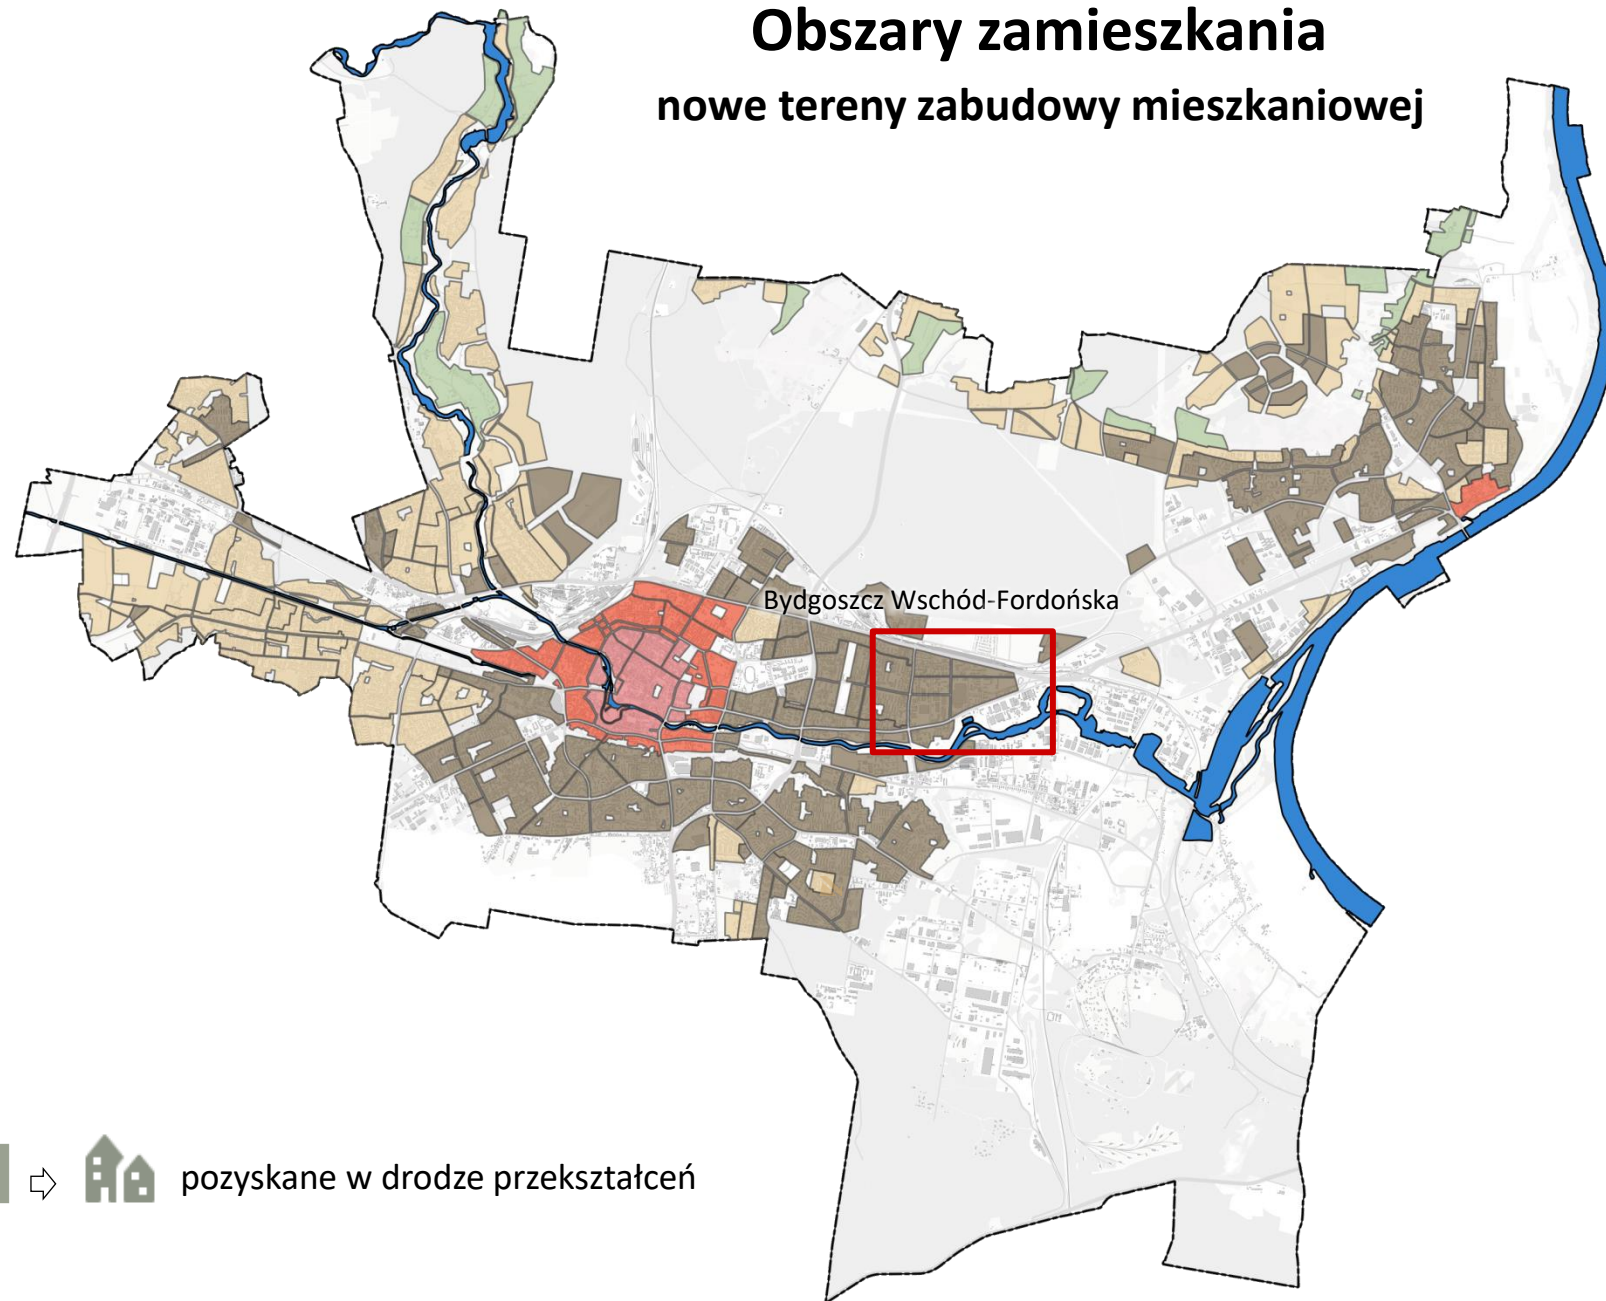 Obszary zamieszkania
nowe tereny zabudowy mieszkaniowej
Bydgoszcz Wschód-Fordońska
pozyskane w drodze przekształceń